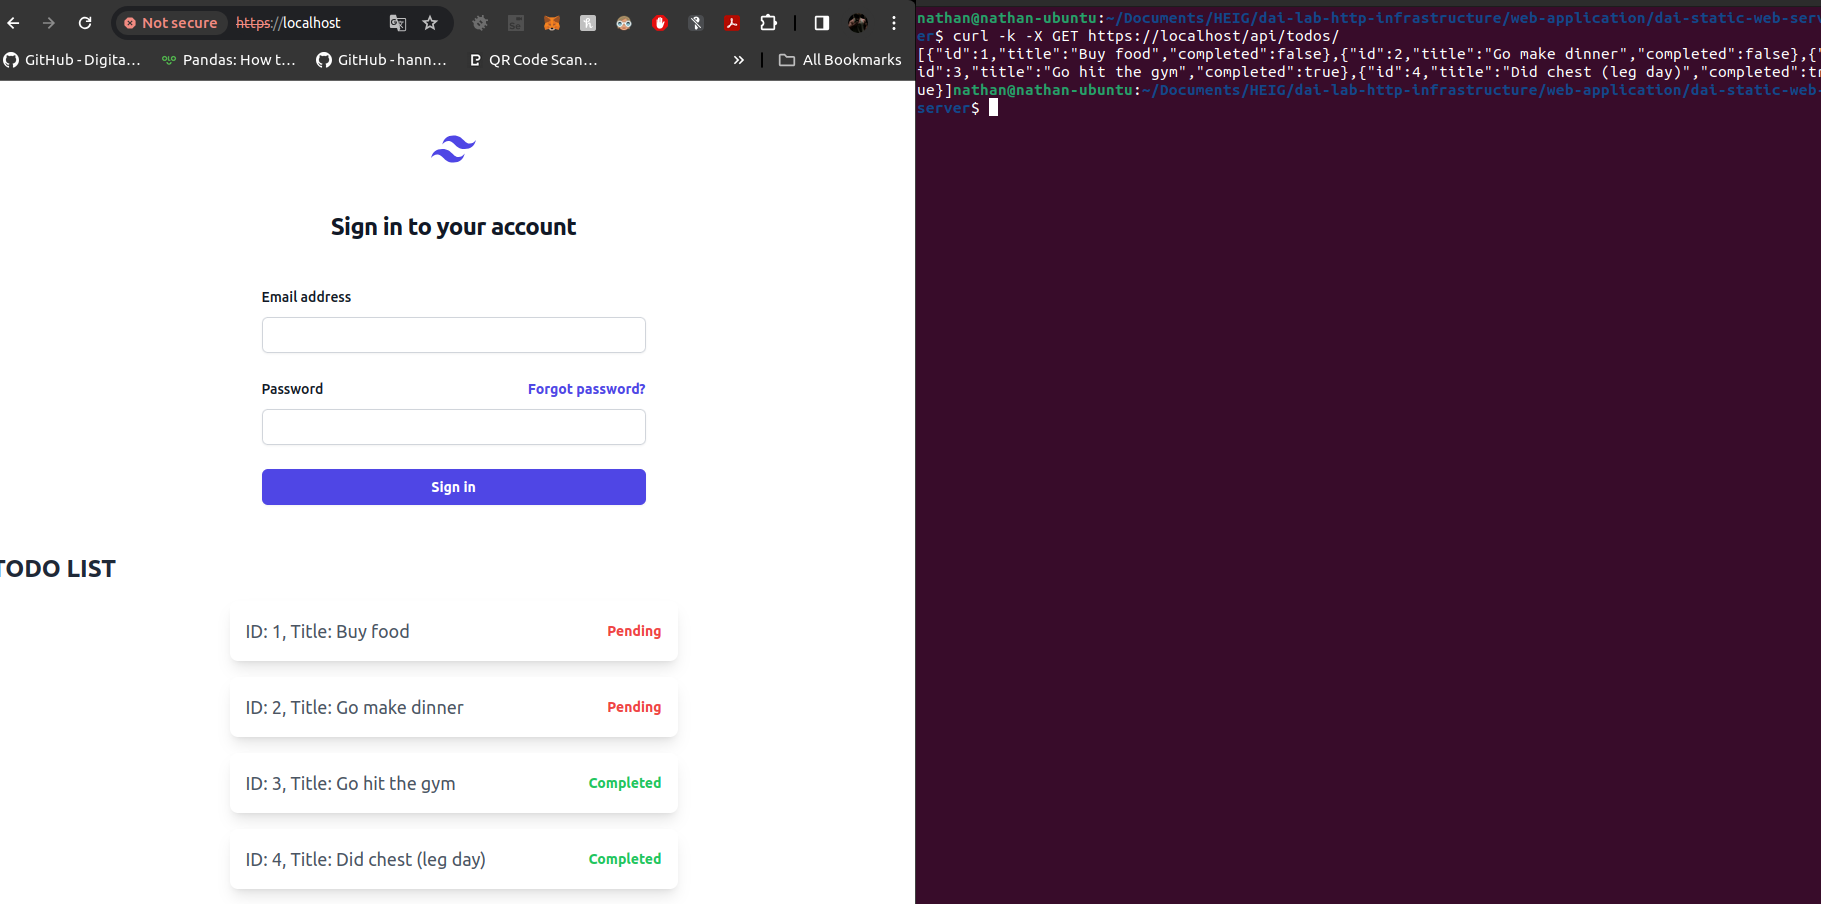 Not secure https://localhost
GitHub - Digita...
Pandas: How t...
GitHub - hann...
QR Code Scan...
»
All Bookmarks
Sign in to your account
Email address
Password
Forgot password?
Sign in
TODO LIST
ID: 1, Title: Buy food
Pending
ID: 2, Title: Go make dinner
Pending
ID: 3, Title: Go hit the gym
Completed
ID: 4, Title: Did chest (leg day)
Completed
nathan@nathan-ubuntu:~/Documents/HEIG/dai-lab-http-infrastructure/web-application/dai-static-web-serv
er$ curl -k -X GET https://localhost/api/todos/
[{"id":1,"title":"Buy food","completed":false},{"id":2,"title":"Go make dinner","completed":false},{"
id":3,"title":"Go hit the gym","completed":true},{"id":4,"title":"Did chest (leg day)","completed":tr
ue}]nathan@nathan-ubuntu:~/Documents/HEIG/dai-lab-http-infrastructure/web-application/dai-static-web-
server$